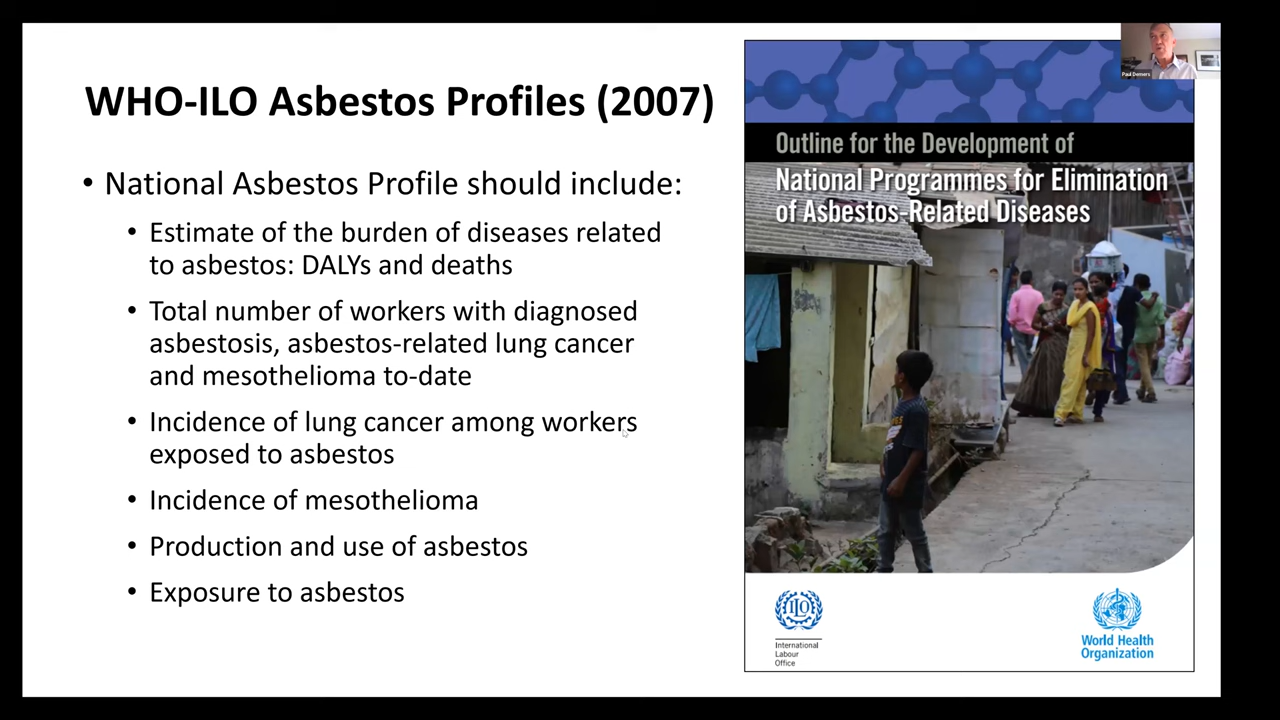 WHO-ILO Asbestos Profiles (2007)
• National Asbestos Profile should include:
• Estimate of the burden of diseases related
to asbestos: DALYs and deaths
• Total number of workers with diagnosed
asbestosis, asbestos-related lung cancer
and mesothelioma to-date
• Incidence of lung cancer among workers
exposed to asbestos
• Incidence of mesothelioma
• Production and use of asbestos
• Exposure to asbestos
Paul Demers
Outline for the Development of
National Programmes for Elimination
of Asbestos-Related Diseases
ILO
International
Labour
Office
World Health
Organization